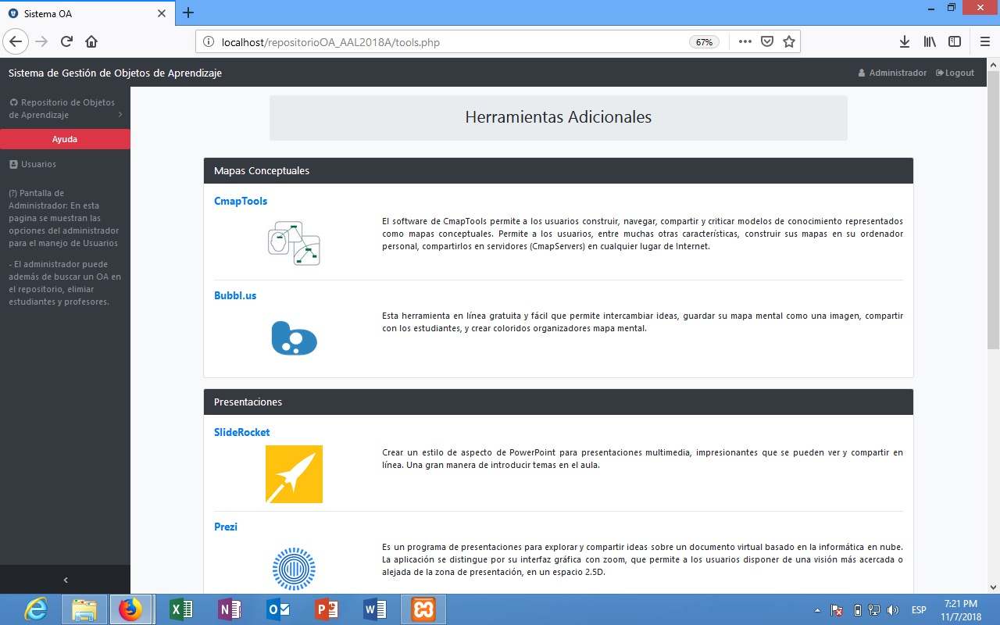 Sistema OA
localhost/repositorioOA_AAL2018A/tools.php
67%
Sistema de Gestión de Objetos de Aprendizaje
Administrador
Logout
Repositorio de Objetos
de Aprendizaje
Ayuda
Usuarios
(?) Pantalla de
Administrador: En esta
pagina se muestran las
opciones del administrador
para el manejo de Usuarios
- El administrador puede
además de buscar un OA en
el repositorio, elimiar
estudiantes y profesores.
Herramientas Adicionales
Mapas Conceptuales
CmapTools
El software de CmapTools permite a los usuarios construir, navegar, compartir y criticar modelos de conocimiento representados
como mapas conceptuales. Permite a los usuarios, entre muchas otras características, construir sus mapas en su ordenador
personal, compartirlos en servidores (CmapServers) en cualquier lugar de Internet.
Bubbl.us
Esta herramienta en línea gratuita y fácil que permite intercambiar ideas, guardar su mapa mental como una imagen, compartir
con los estudiantes, y crear coloridos organizadores mapa mental.
Presentaciones
SlideRocket
Crear un estilo de aspecto de PowerPoint para presentaciones multimedia, impresionantes que se pueden ver y compartir en
línea. Una gran manera de introducir temas en el aula.
Prezi
Es un programa de presentaciones para explorar y compartir ideas sobre un documento virtual basado en la informática en nube.
La aplicación se distingue por su interfaz gráfica con zoom, que permite a los usuarios disponer de una visión más acercada o
alejada de la zona de presentación, en un espacio 2.5D.
ESP
7:21 PM
11/7/2018